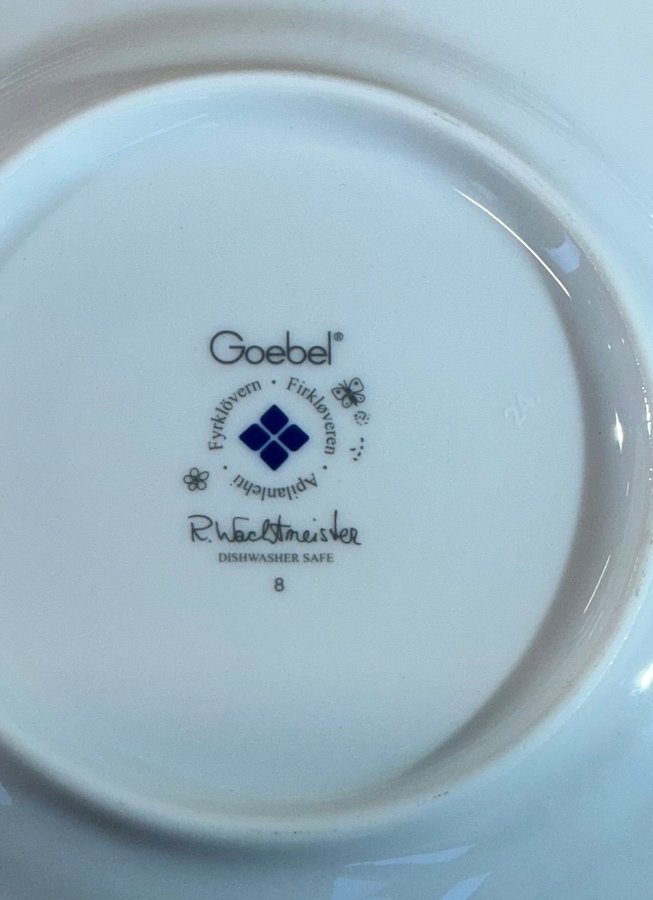 Goebel®
Fyrklövern • Firkløveren • Apilanlehti •
R. Wachtmeister
DISHWASHER SAFE
8